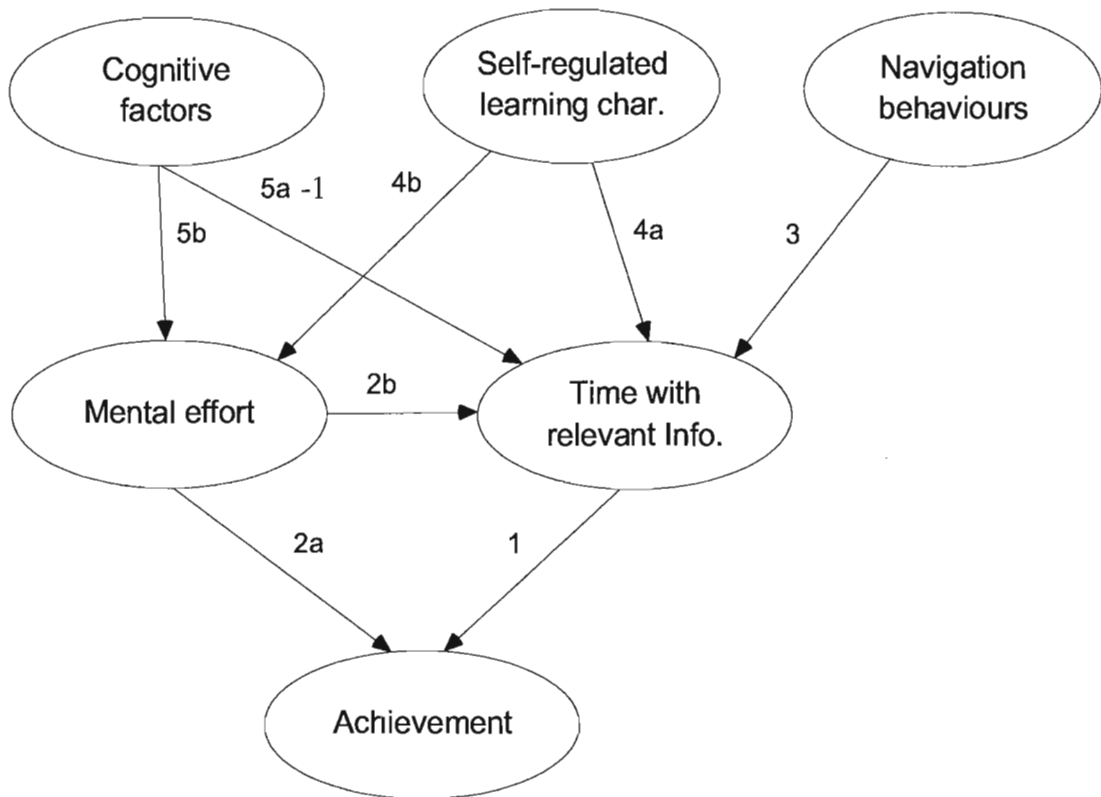 Cognitive
factors
Self-regulated
learning char.
Navigation
behaviours
5a -1
4b
5b
4a
3
Mental effort
2b
Time with
relevant Info.
2a
1
Achievement